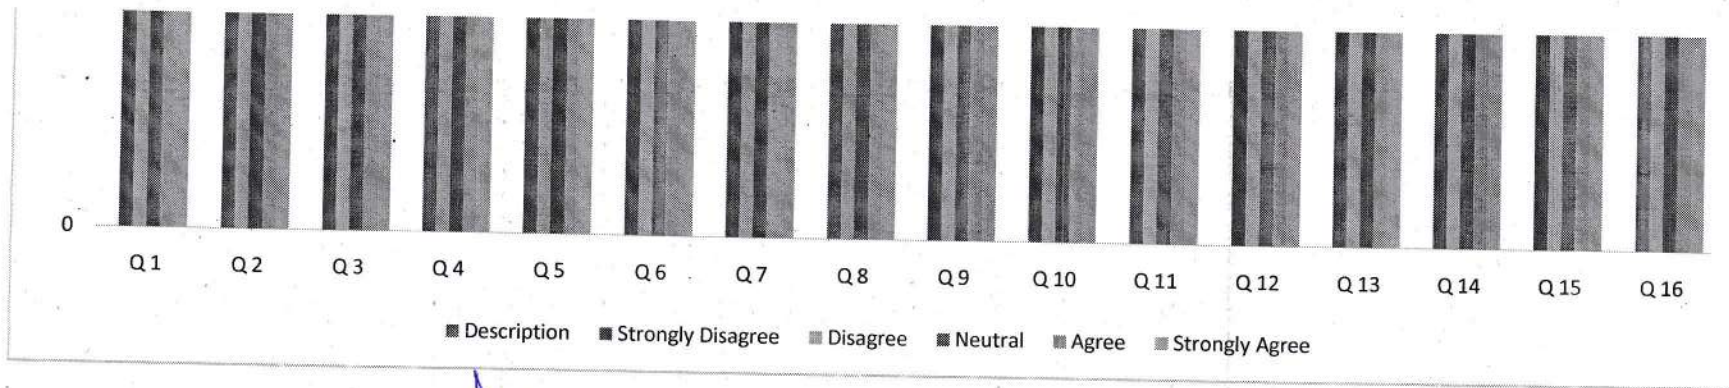 0
Q 1 Q 2 Q 3 Q 4 Q 5 Q 6 Q 7 Q 8 Q 9 Q 10 Q 11 Q 12 Q 13 Q 14 Q 15 Q 16
Description Strongly Disagree Disagree Neutral Agree Strongly Agree